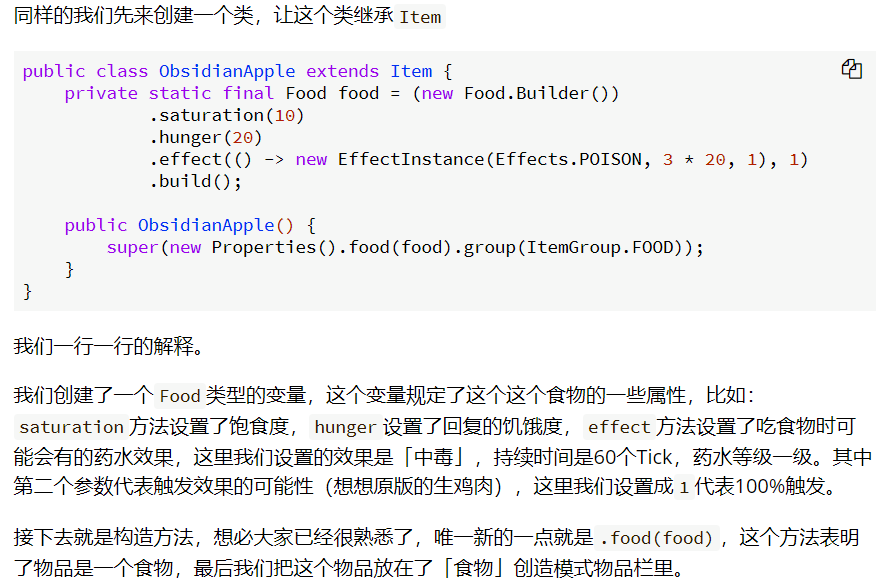 同样的我们先来创建一个类，让这个类继承 Item
public class ObsidianApple extends Item {
    private static final Food food = (new Food.Builder())
            .saturation(10)
            .hunger(20)
            .effect(() -> new EffectInstance(Effects.POISON, 3 * 20, 1), 1)
            .build();

    public ObsidianApple() {
        super(new Properties().food(food).group(ItemGroup.FOOD));
    }
}
我们一行一行的解释。
我们创建了一个 Food 类型的变量，这个变量规定了这个这个食物的一些属性，比如：
saturation 方法设置了饱食度， hunger 设置了回复的饥饿度， effect 方法设置了吃食物时可
能会有的药水效果，这里我们设置的效果是「中毒」，持续时间是60个Tick，药水等级一级。其中
第二个参数代表触发效果的可能性（想想原版的生鸡肉），这里我们设置成 1 代表100%触发。
接下去就是构造方法，想必大家已经很熟悉了，唯一新的一点就是 .food(food) ，这个方法表明
了物品是一个食物，最后我们把这个物品放在了「食物」创造模式物品栏里。